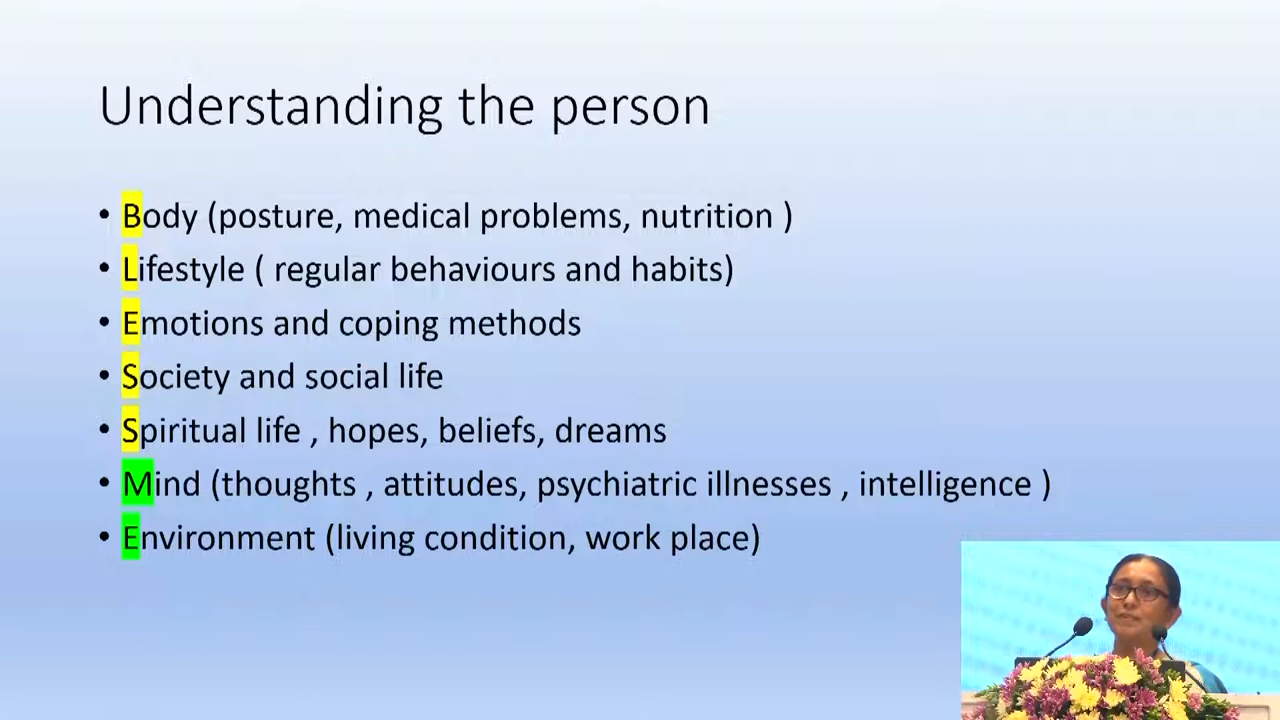 Understanding the person
• Body (posture, medical problems, nutrition )
• Lifestyle ( regular behaviours and habits)
• Emotions and coping methods
• Society and social life
• Spiritual life , hopes, beliefs, dreams
• Mind (thoughts , attitudes, psychiatric illnesses , intelligence )
• Environment (living condition, work place)